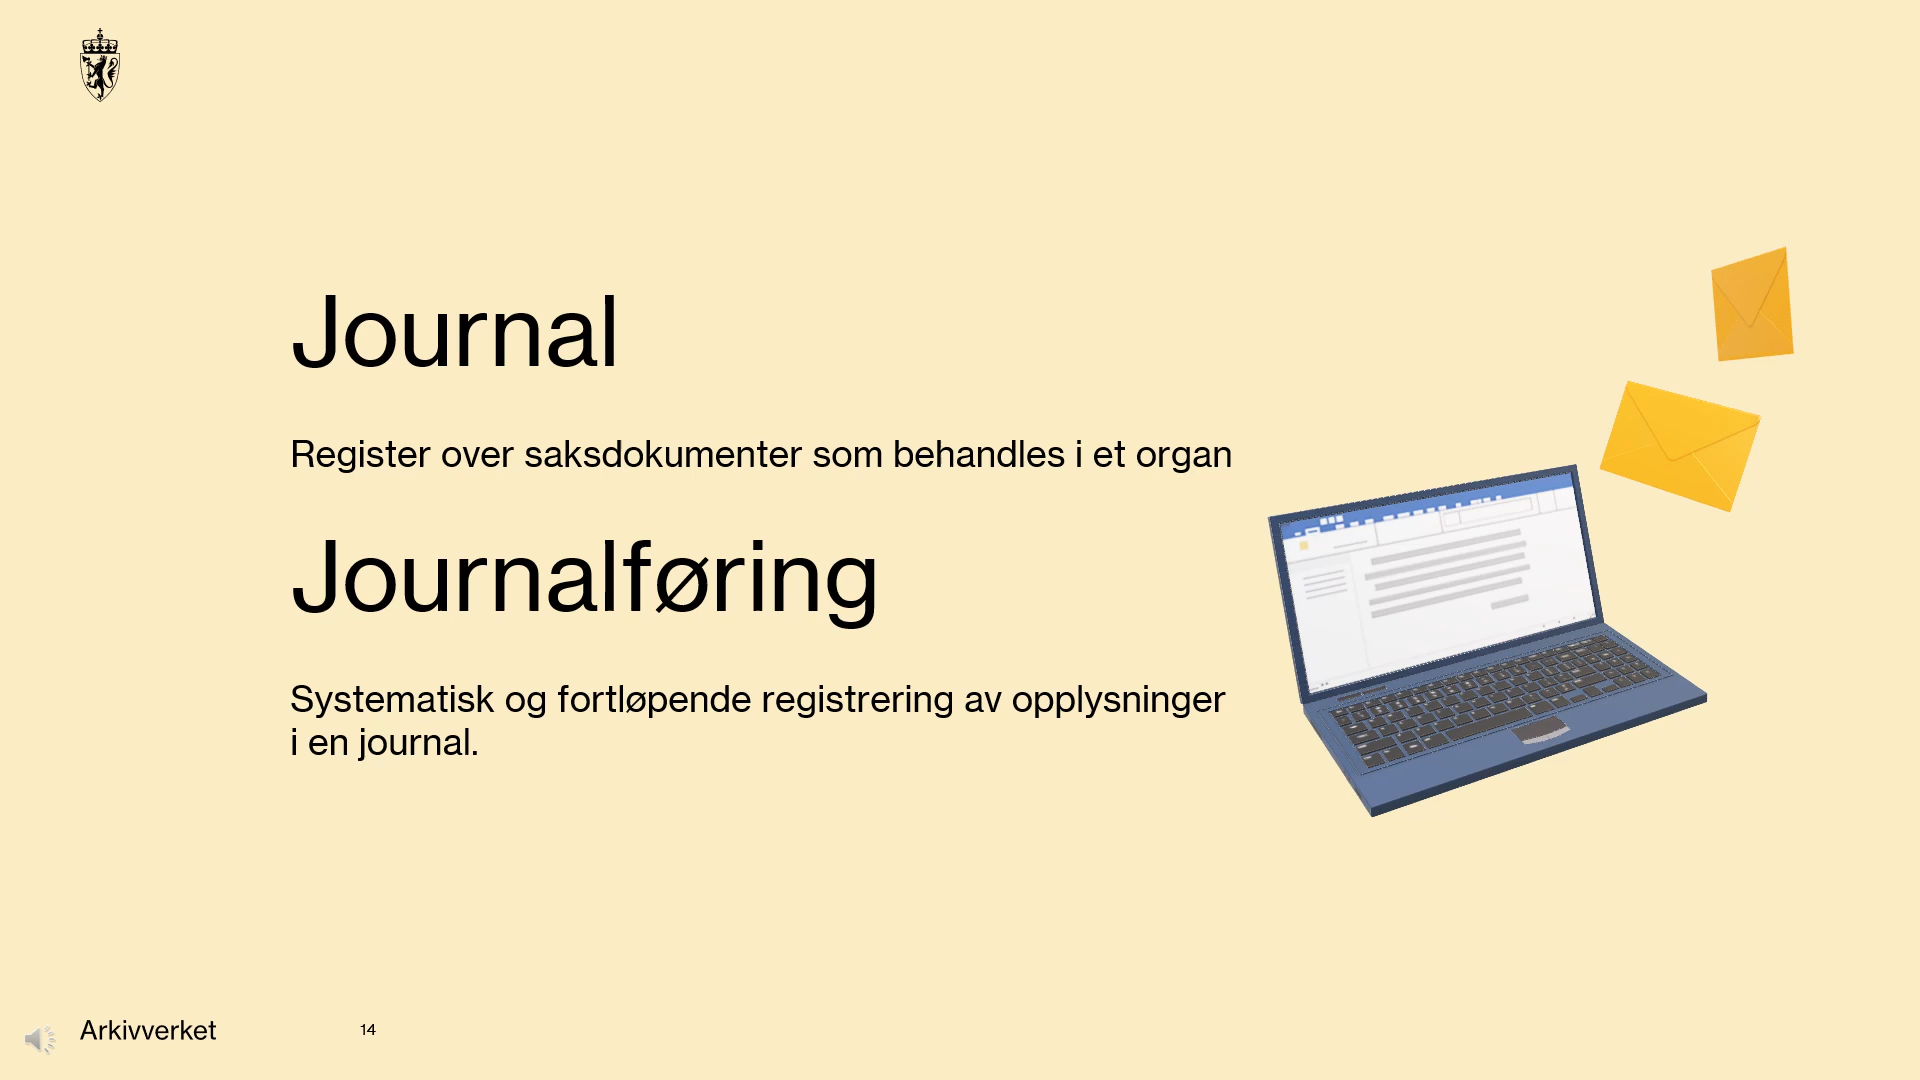 Journal
Register over saksdokumenter som behandles i et organ
Journalføring
Systematisk og fortløpende registrering av opplysninger
i en journal.
Arkivverket
14